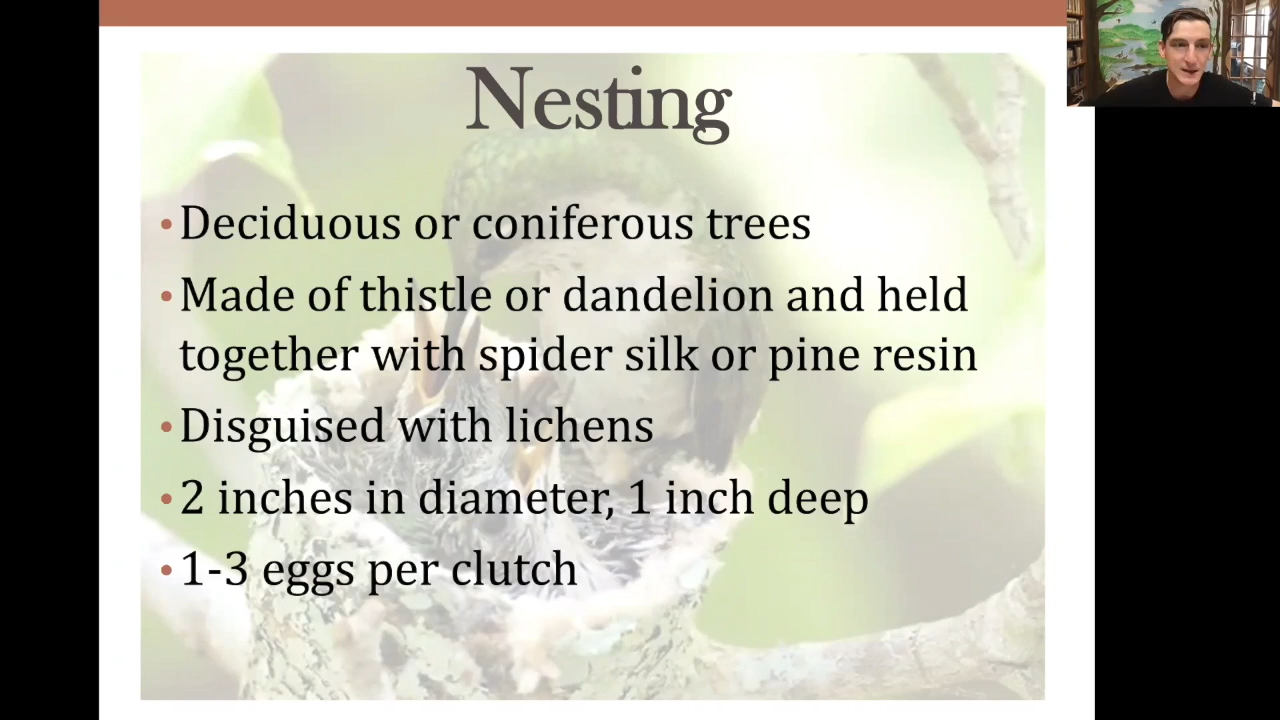 Nesting
•Deciduous or coniferous trees
•Made of thistle or dandelion and held
together with spider silk or pine resin
•Disguised with lichens
•2 inches in diameter, 1 inch deep
•1-3 eggs per clutch